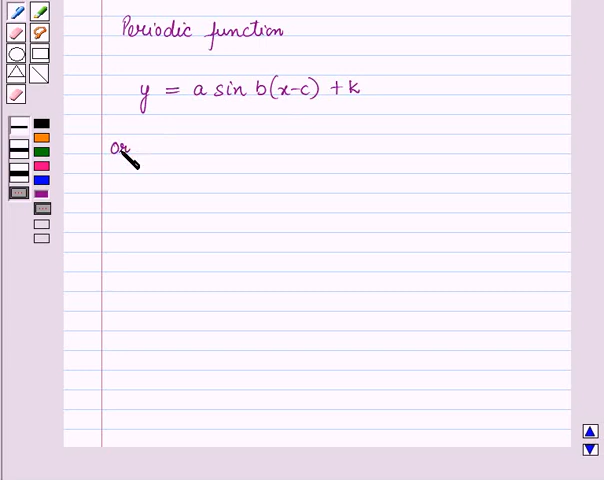 Periodic function
y = a sin b(x-c) + k
or